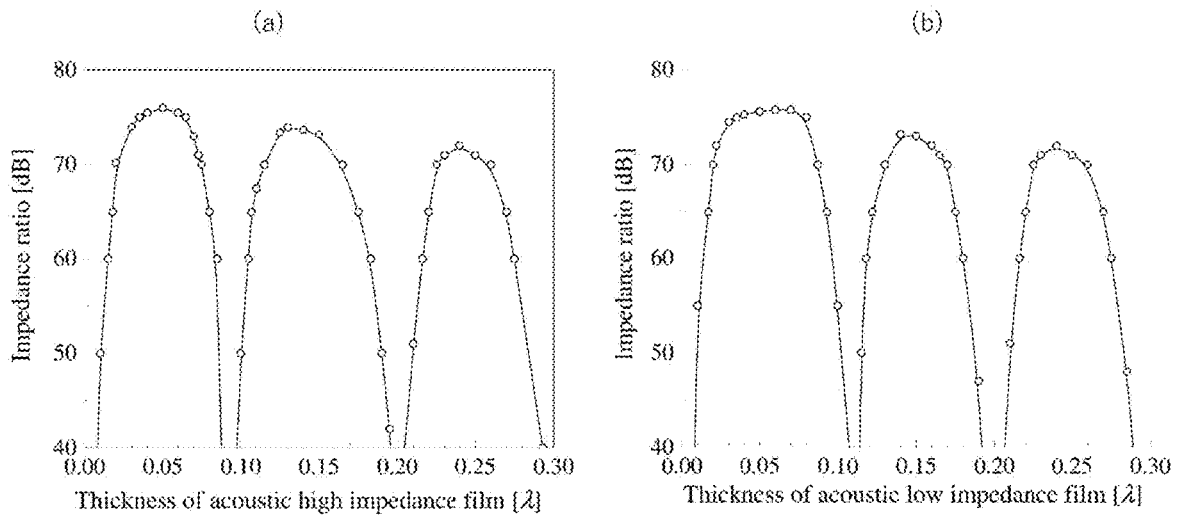 (a)
(b)
80
70
60
50
40
Impedance ratio [dB]
0.00 0.05 0.10 0.15 0.20 0.25 0.30
Thickness of acoustic high impedance film [λ]
80
70
60
50
40
Impedance ratio [dB]
0.00 0.05 0.10 0.15 0.20 0.25 0.30
Thickness of acoustic low impedance film [λ]